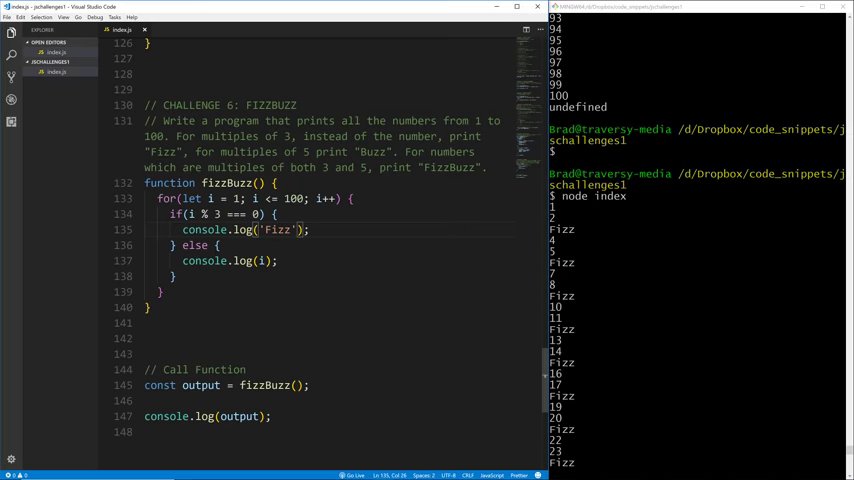 index.js - Visual Studio Code
File Edit Selection View Go Debug Tasks Help
EXPLORER
OPEN EDITORS
index.js
JSCHALLENGES1
index.js
index.js
126 }
127
128
129
130 // CHALLENGE 6: FIZZBUZZ
131 // Write a program that prints all the numbers from 1 to
100. For multiples of 3, instead of the number, print
"Fizz", for multiples of 5 print "Buzz". For numbers
which are multiples of both 3 and 5, print "FizzBuzz".
132 function fizzBuzz() {
133 for(let i = 1; i <= 100; i++) {
134 if(i % 3 === 0) {
135 console.log('Fizz');
136 } else {
137 console.log(i);
138 }
139 }
140 }
141
142
143
144 // Call Function
145 const output = fizzBuzz();
146
147 console.log(output);
148
0 0 Go Live Ln 135, Col 26 Spaces: 2 UTF-8 CRLF JavaScript Prettier
MINGW64:/d/Dropbox/code_snippets/jschallenges1
93
94
95
96
97
98
99
100
undefined
Brad@traversy-media /d/Dropbox/code_snippets/j
schallenges1
$
Brad@traversy-media /d/Dropbox/code_snippets/j
schallenges1
$ node index
1
2
Fizz
4
5
Fizz
7
8
Fizz
10
11
Fizz
13
14
Fizz
16
17
Fizz
19
20
Fizz
22
23
Fizz